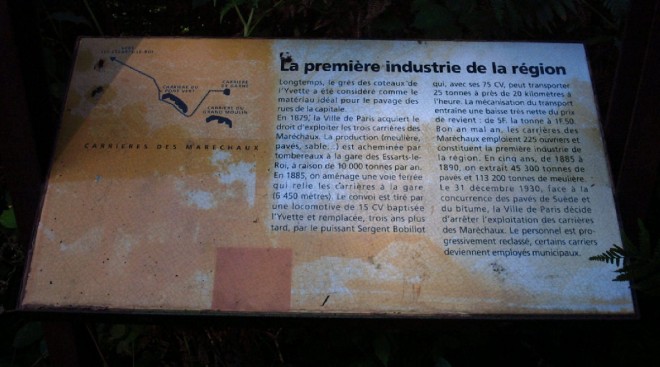 La première industrie de la région
LES ESSARTS-LE-ROI
CARRIÈRE DU
PONT VERT
CARRIÈRE
CARRIÈRE DU
GRAND MOULIN
CARRIÈRES DES MARÉCHAUX
Longtemps, le grès des coteaux de
l'Yvette a été considéré comme le
matériau idéal pour le pavage des
rues de la capitale.
En 1879, la Ville de Paris acquiert le
droit d'exploiter les trois carrières des
Maréchaux. La production (meulière,
pavés, sable...) est acheminée par
tombereaux à la gare des Essarts-le-
Roi, à raison de 10 000 tonnes par an.
En 1885, on aménage une voie ferrée
qui relie les carrières à la gare
(6 450 mètres). Le convoi est tiré par
une locomotive de 15 CV baptisée
l'Yvette et remplacée, trois ans plus
tard, par le puissant Sergent Bobillot
qui, avec ses 75 CV, peut transporter
25 tonnes à près de 20 kilomètres à
l'heure. La mécanisation du transport
entraîne une baisse très nette du prix
de revient : de 5F. la tonne à 1F.50.
Bon an mal an, les carrières des
Maréchaux emploient 225 ouvriers et
constituent la première industrie de
la région. En cinq ans, de 1885 à
1890, on extrait 45 300 tonnes de
pavés et 113 200 tonnes de meulière.
Le 31 décembre 1930, face à la
concurrence des pavés de Suède et
du bitume, la Ville de Paris décide
d'arrêter l'exploitation des carrières
des Maréchaux. Le personnel est pro-
gressivement reclassé, certains carriers
deviennent employés municipaux.